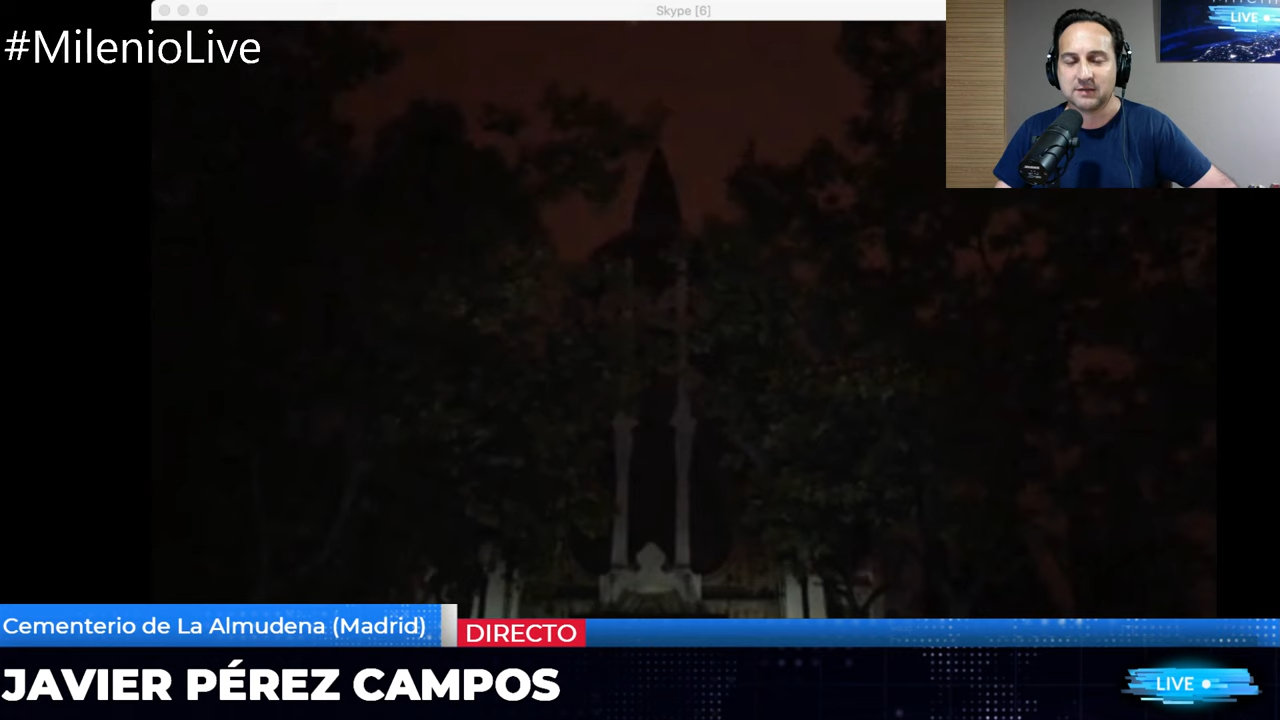 Skype [6]
#MilenioLive
LIVE
Cementerio de La Almudena (Madrid)
DIRECTO
JAVIER PÉREZ CAMPOS
LIVE